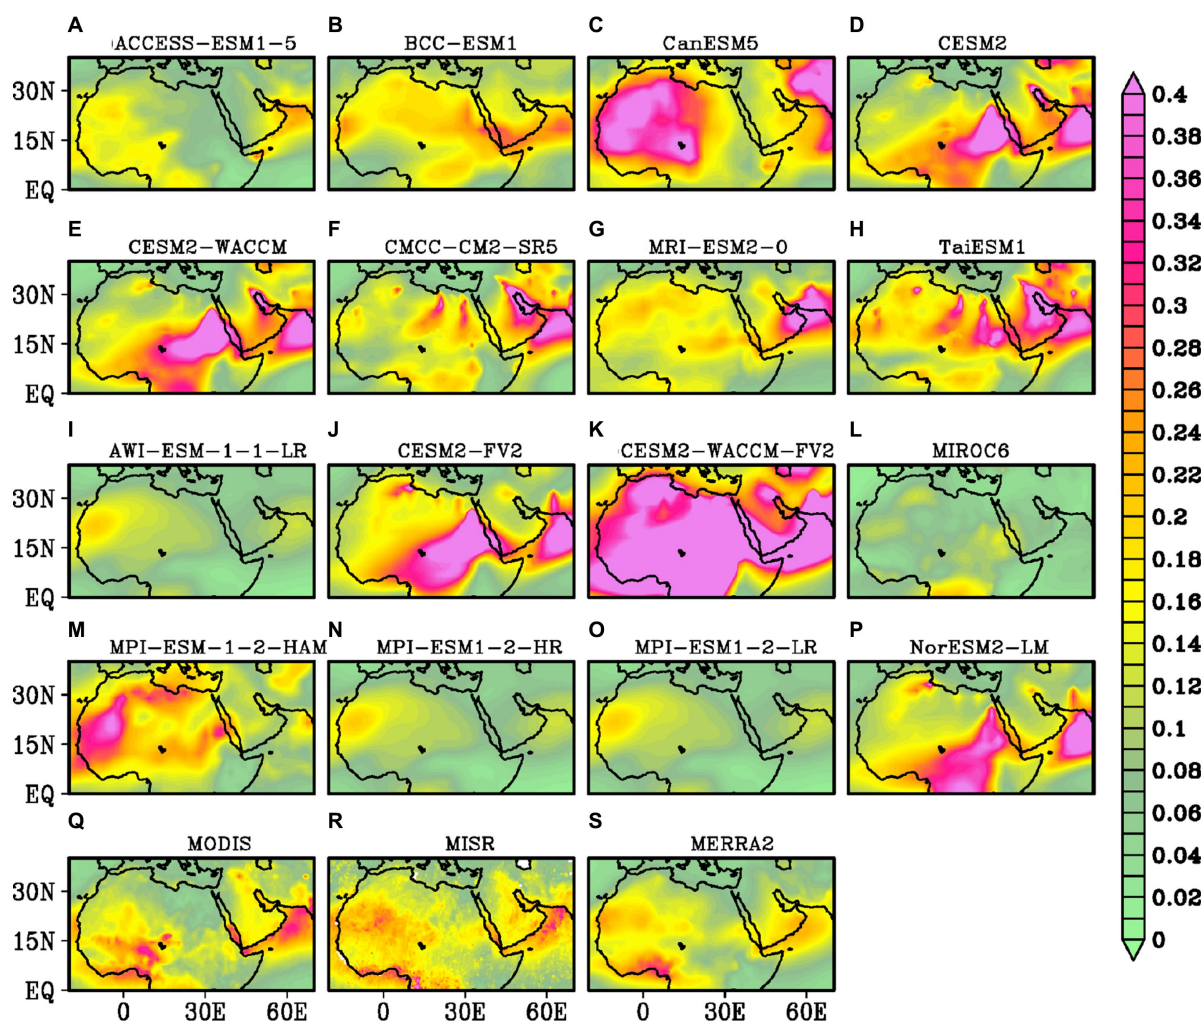 A B C D
ACCESS-ESM1-5 BCC-ESM1 CanESM5 CESM2
30N
15N
EQ
E F G H
CESM2-WACCM CMCC-CM2-SR5 MRI-ESM2-0 TaiESM1
30N
15N
EQ
I J K L
AWI-ESM-1-1-LR CESM2-FV2 CESM2-WACCM-FV2 MIROC6
30N
15N
EQ
M N O P
MPI-ESM-1-2-HAM MPI-ESM1-2-HR MPI-ESM1-2-LR NorESM2-LM
30N
15N
EQ
Q R S
MODIS MISR MERRA2
30N
15N
EQ
0 30E 60E 0 30E 60E 0 30E 60E
0.4
0.38
0.36
0.34
0.32
0.3
0.28
0.26
0.24
0.22
0.2
0.18
0.16
0.14
0.12
0.1
0.08
0.06
0.04
0.02
0